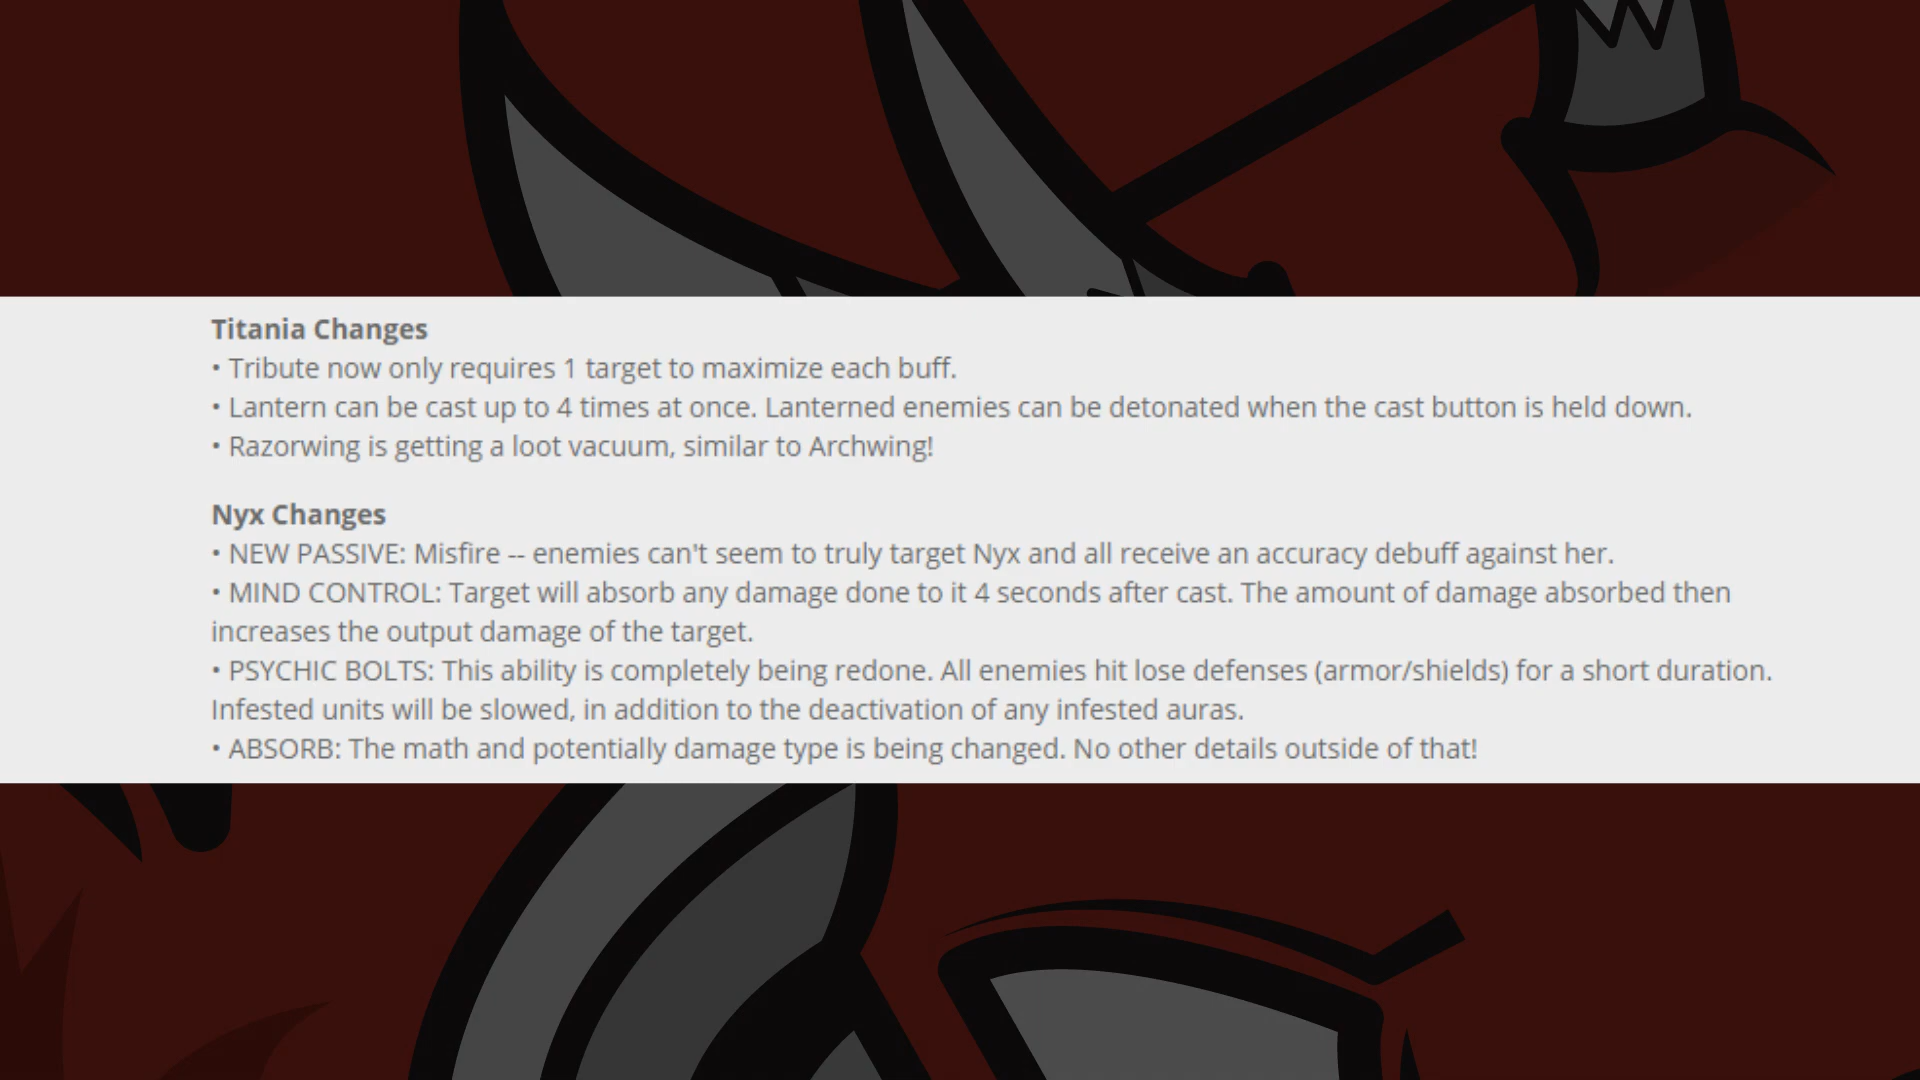 Titania Changes
• Tribute now only requires 1 target to maximize each buff.
• Lantern can be cast up to 4 times at once. Lanterned enemies can be detonated when the cast button is held down.
• Razorwing is getting a loot vacuum, similar to Archwing!
Nyx Changes
• NEW PASSIVE: Misfire -- enemies can't seem to truly target Nyx and all receive an accuracy debuff against her.
• MIND CONTROL: Target will absorb any damage done to it 4 seconds after cast. The amount of damage absorbed then
increases the output damage of the target.
• PSYCHIC BOLTS: This ability is completely being redone. All enemies hit lose defenses (armor/shields) for a short duration.
Infested units will be slowed, in addition to the deactivation of any infested auras.
• ABSORB: The math and potentially damage type is being changed. No other details outside of that!